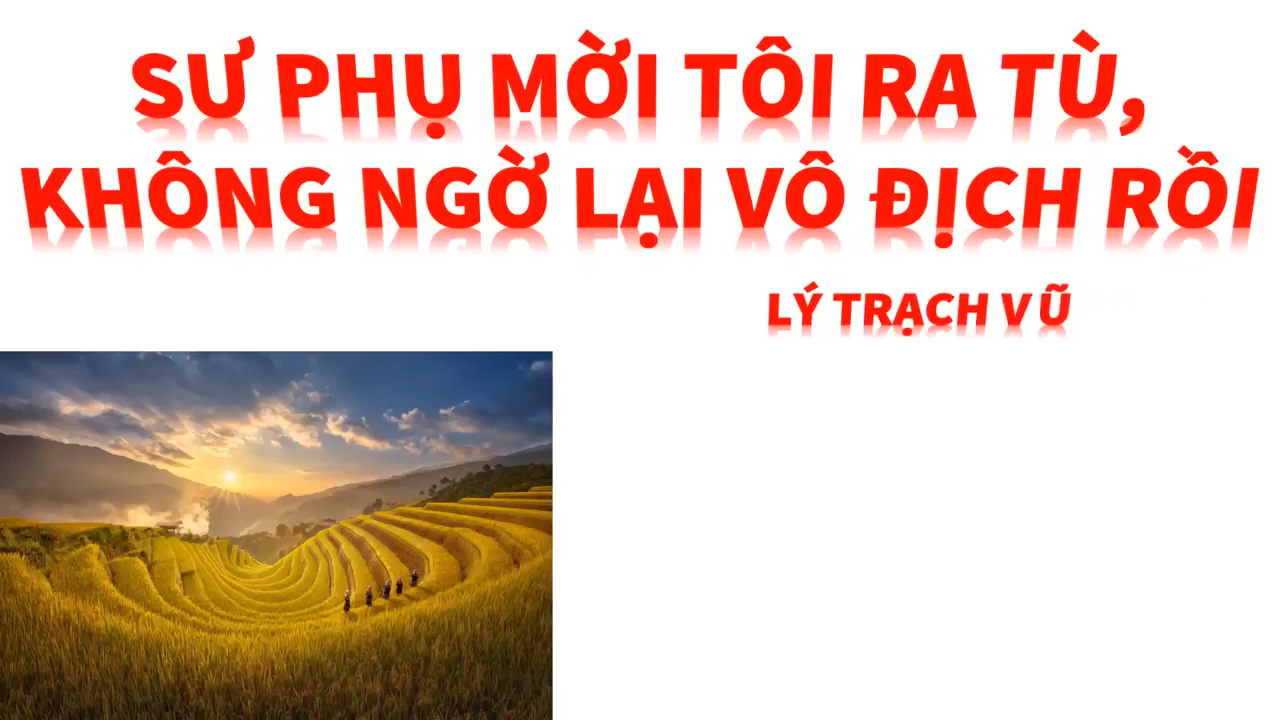 SƯ PHỤ MỜI TÔI RA TÙ,
KHÔNG NGỜ LẠI VÔ ĐỊCH RỒI
LÝ TRẠCH VŨ